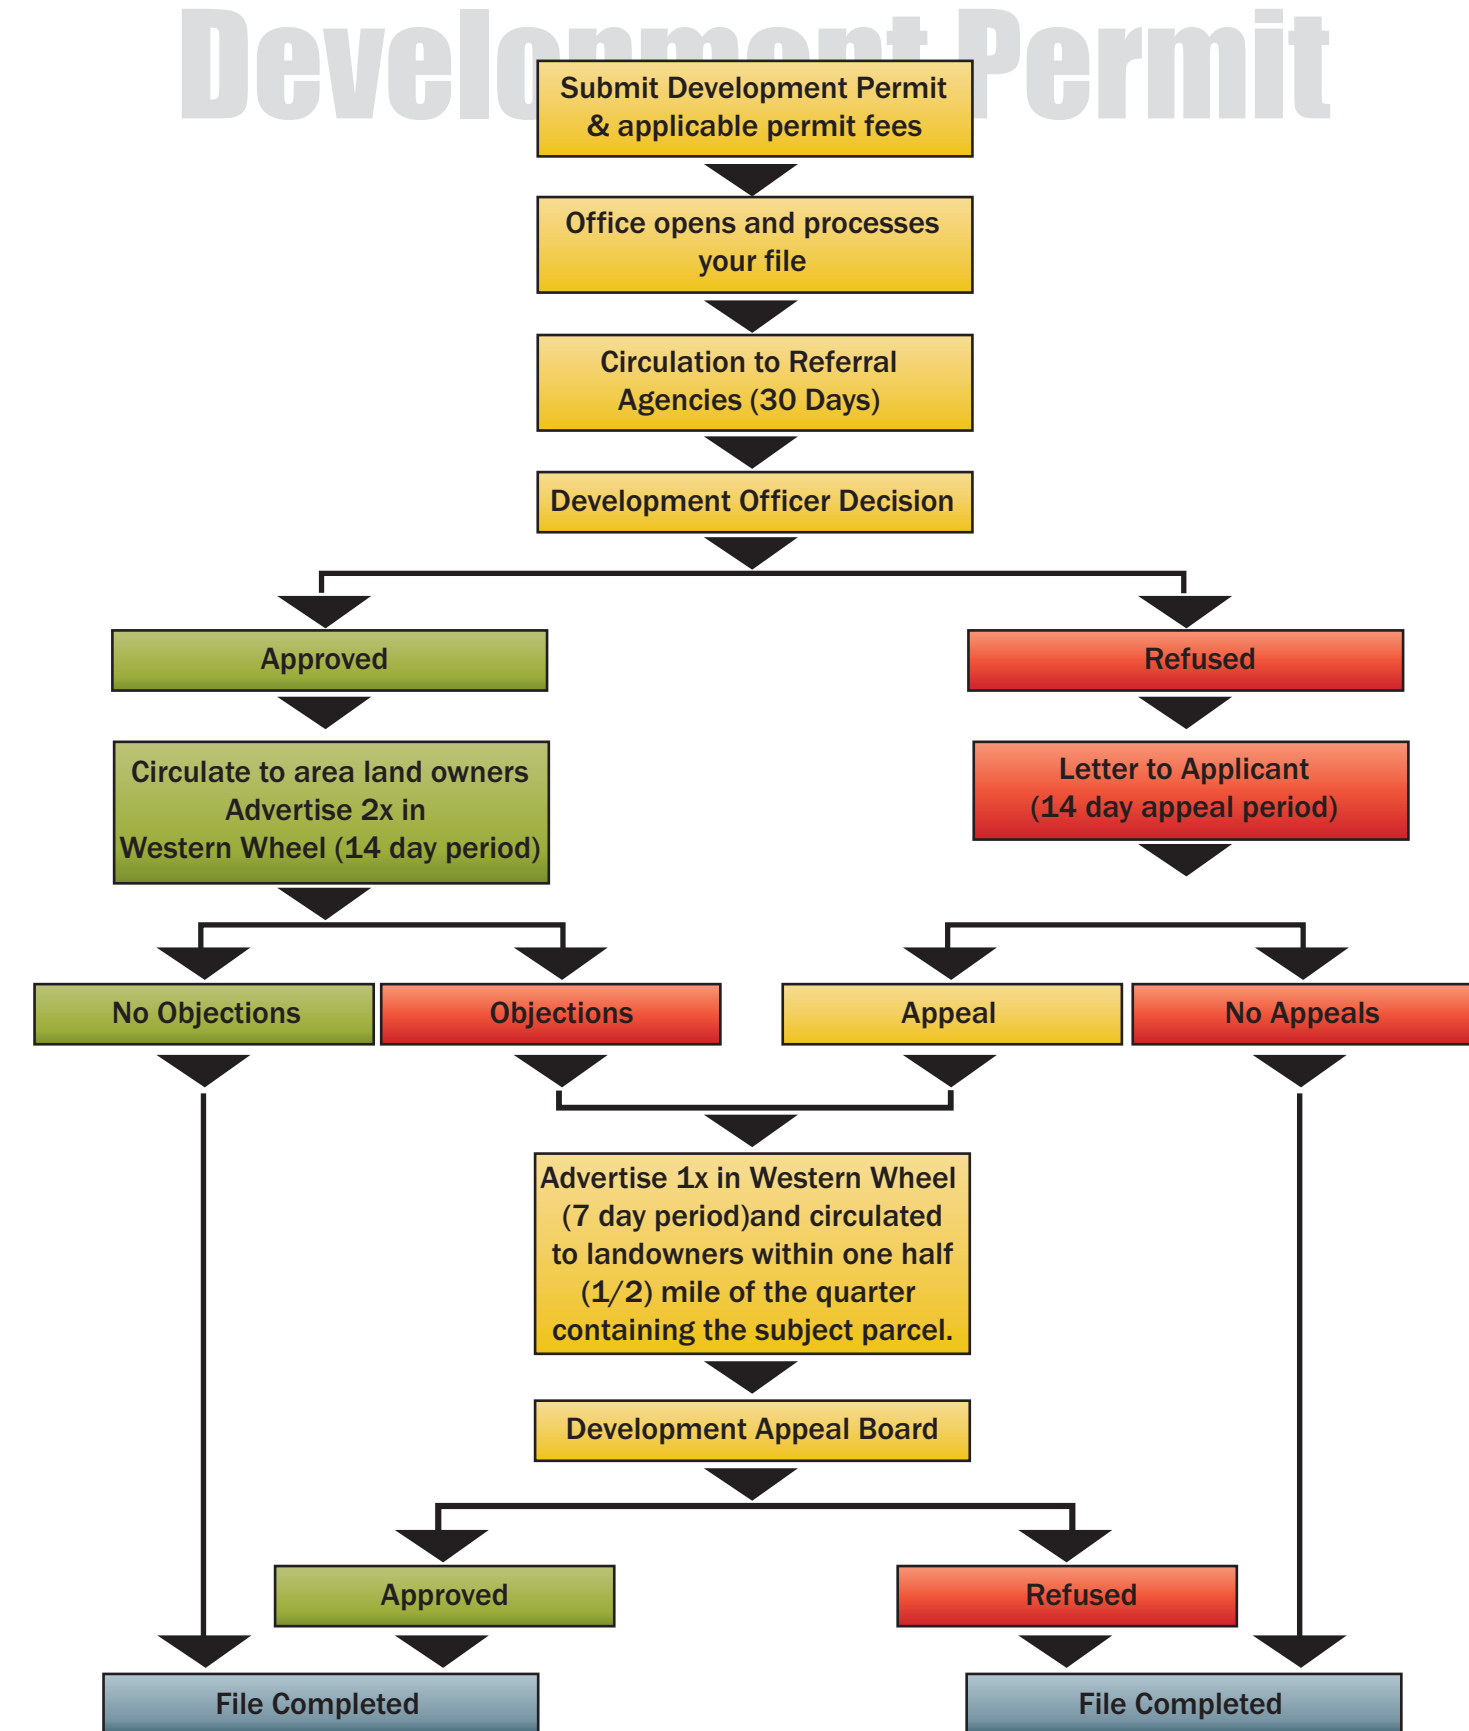 Development Permit
Submit Development Permit
& applicable permit fees
Office opens and processes
your file
Circulation to Referral
Agencies (30 Days)
Development Officer Decision
Approved
Refused
Circulate to area land owners
Advertise 2x in
Western Wheel (14 day period)
Letter to Applicant
(14 day appeal period)
No Objections
Objections
Appeal
No Appeals
Advertise 1x in Western Wheel
(7 day period)and circulated
to landowners within one half
(1/2) mile of the quarter
containing the subject parcel.
Development Appeal Board
Approved
Refused
File Completed
File Completed